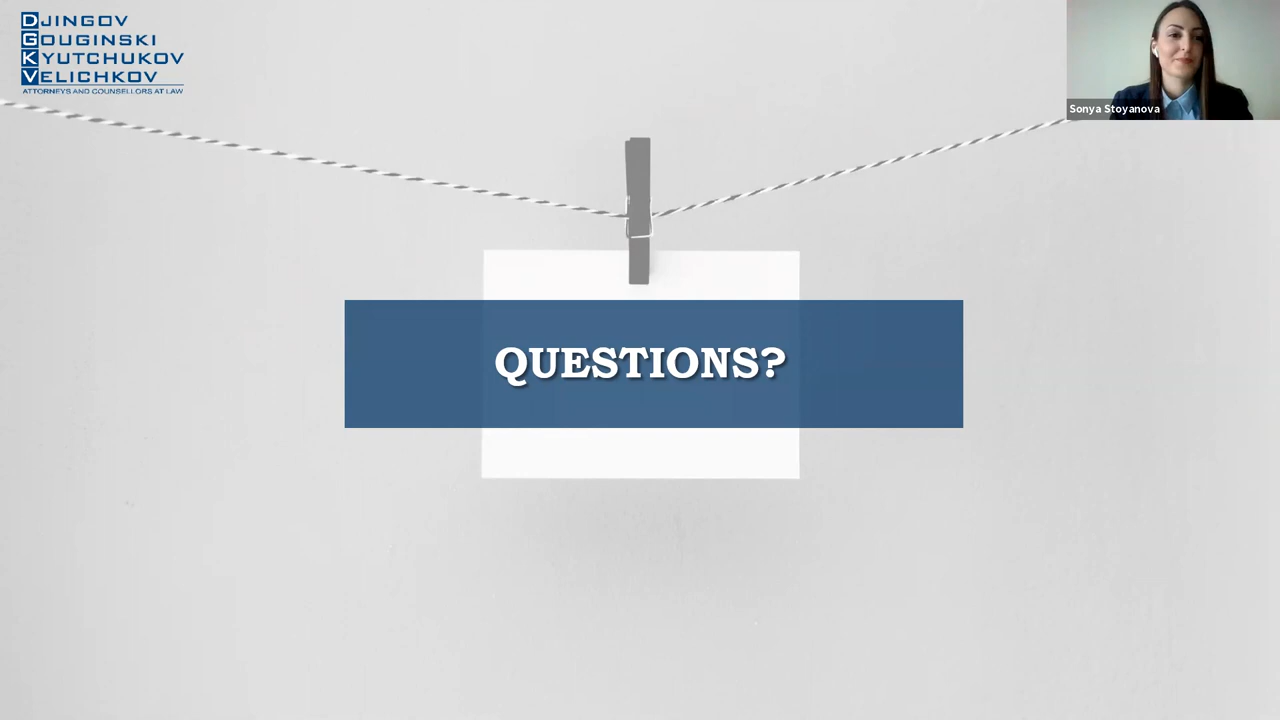 DJINGOV
GOUGINSKI
KYUTCHUKOV
VELICHKOV
ATTORNEYS AND COUNSELLORS AT LAW
Sonya Stoyanova
QUESTIONS?